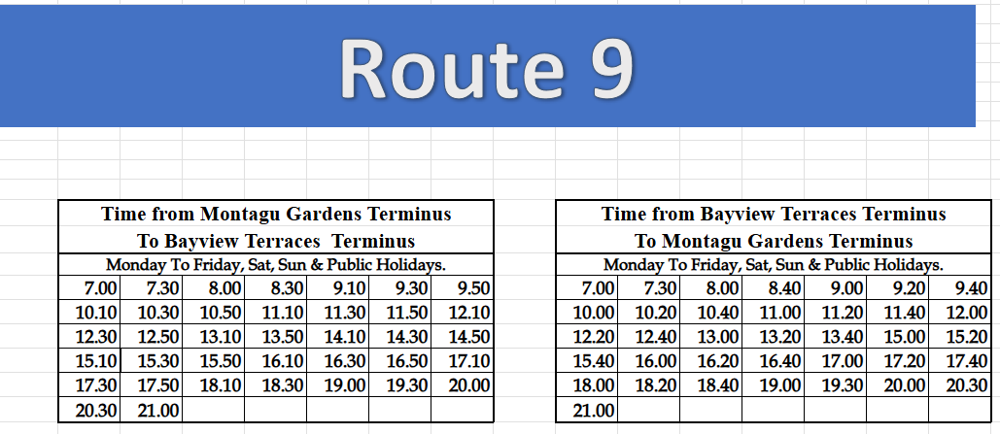 Route 9
Time from Montagu Gardens Terminus
To Bayview Terraces Terminus
Monday To Friday, Sat, Sun & Public Holidays.
7.00 7.30 8.00 8.30 9.10 9.30 9.50
10.10 10.30 10.50 11.10 11.30 11.50 12.10
12.30 12.50 13.10 13.50 14.10 14.30 14.50
15.10 15.30 15.50 16.10 16.30 16.50 17.10
17.30 17.50 18.10 18.30 19.00 19.30 20.00
20.30 21.00
Time from Bayview Terraces Terminus
To Montagu Gardens Terminus
Monday To Friday, Sat, Sun & Public Holidays.
7.00 7.30 8.00 8.40 9.00 9.20 9.40
10.00 10.20 10.40 11.00 11.20 11.40 12.00
12.20 12.40 13.00 13.20 13.40 15.00 15.20
15.40 16.00 16.20 16.40 17.00 17.20 17.40
18.00 18.20 18.40 19.00 19.30 20.00 20.30
21.00